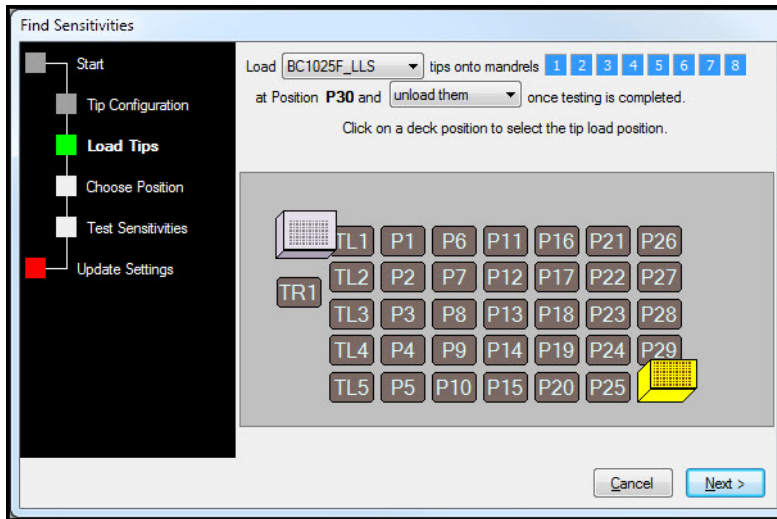 Find Sensitivities
Start
Tip Configuration
Load Tips
Choose Position
Test Sensitivities
Update Settings
Load BC1025F_LLS tips onto mandrels 1 2 3 4 5 6 7 8
at Position P30 and unload them once testing is completed.
Click on a deck position to select the tip load position.
TL1 P1 P6 P11 P16 P21 P26
TR1
TL2 P2 P7 P12 P17 P22 P27
TL3 P3 P8 P13 P18 P23 P28
TL4 P4 P9 P14 P19 P24 P29
TL5 P5 P10 P15 P20 P25
Cancel Next >